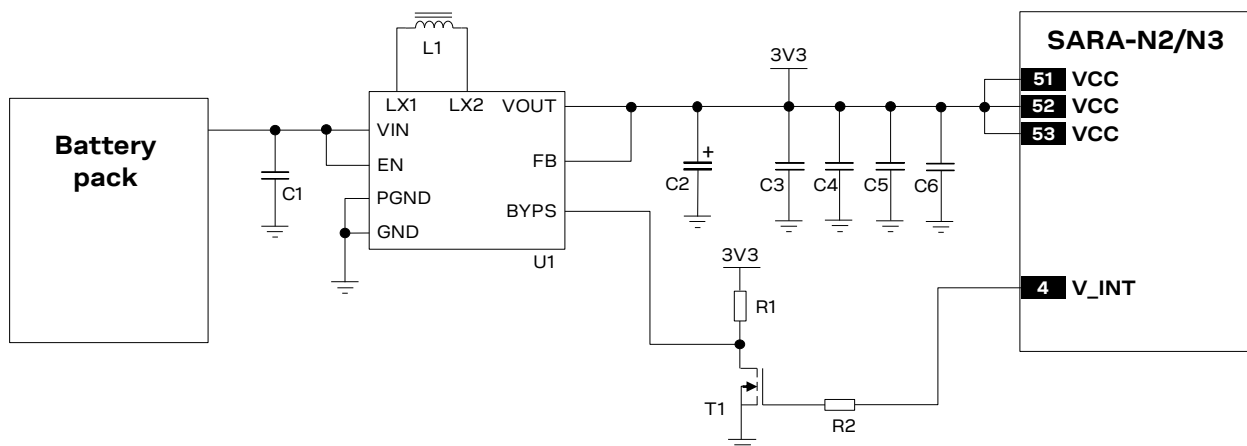 SARA-N2/N3
L1
3V3
51 VCC
LX1 LX2 VOUT
52 VCC
VIN
53 VCC
Battery
pack
EN
FB
+
C1
C2
C3
C4
C5
C6
PGND
BYPS
GND
U1
3V3
4 V_INT
R1
T1
R2